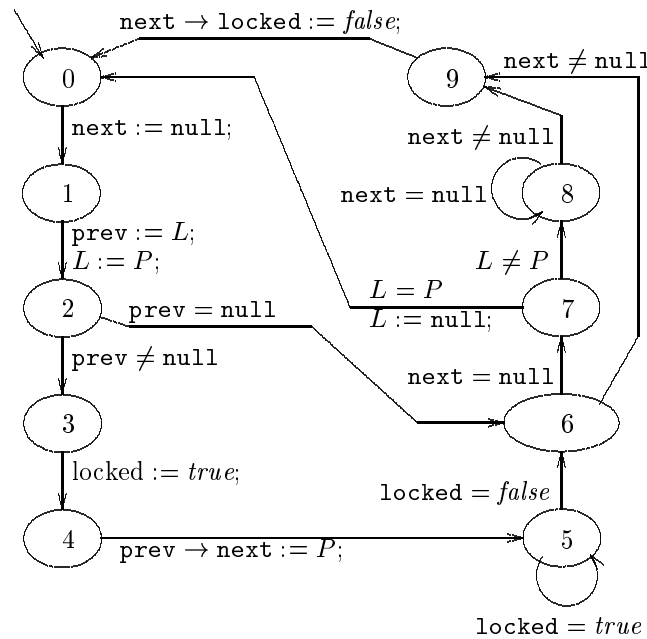 next → locked := false;
next ≠ null
0
9
next := null;
next ≠ null
1
next = null
8
prev := L;
L := P;
L ≠ P
2
prev = null
L = P
L := null;
7
prev ≠ null
next = null
3
6
locked := true;
locked = false
4
prev → next := P;
5
locked = true